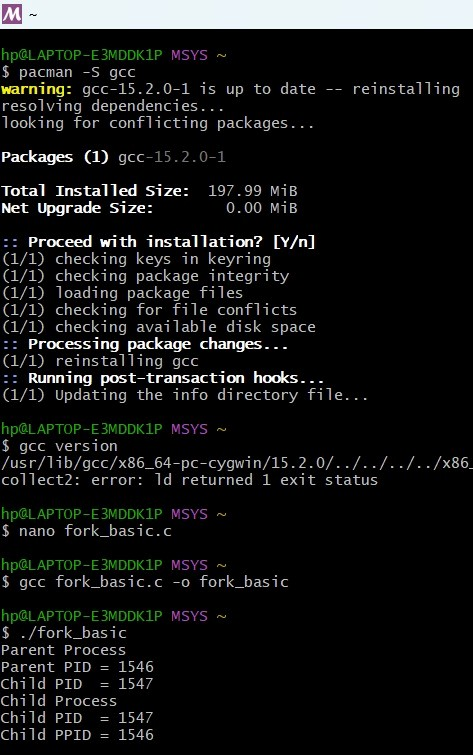 M ~
hp@LAPTOP-E3MDDK1P MSYS ~
$ pacman -S gcc
warning: gcc-15.2.0-1 is up to date -- reinstalling
resolving dependencies...
looking for conflicting packages...
Packages (1) gcc-15.2.0-1
Total Installed Size:  197.99 MiB
Net Upgrade Size:        0.00 MiB
:: Proceed with installation? [Y/n]
(1/1) checking keys in keyring
(1/1) checking package integrity
(1/1) loading package files
(1/1) checking for file conflicts
(1/1) checking available disk space
:: Processing package changes...
(1/1) reinstalling gcc
:: Running post-transaction hooks...
(1/1) Updating the info directory file...
hp@LAPTOP-E3MDDK1P MSYS ~
$ gcc version
/usr/lib/gcc/x86_64-pc-cygwin/15.2.0/../../../../x86_
collect2: error: ld returned 1 exit status
hp@LAPTOP-E3MDDK1P MSYS ~
$ nano fork_basic.c
hp@LAPTOP-E3MDDK1P MSYS ~
$ gcc fork_basic.c -o fork_basic
hp@LAPTOP-E3MDDK1P MSYS ~
$ ./fork_basic
Parent Process
Parent PID = 1546
Child PID  = 1547
Child Process
Child PID  = 1547
Child PPID = 1546